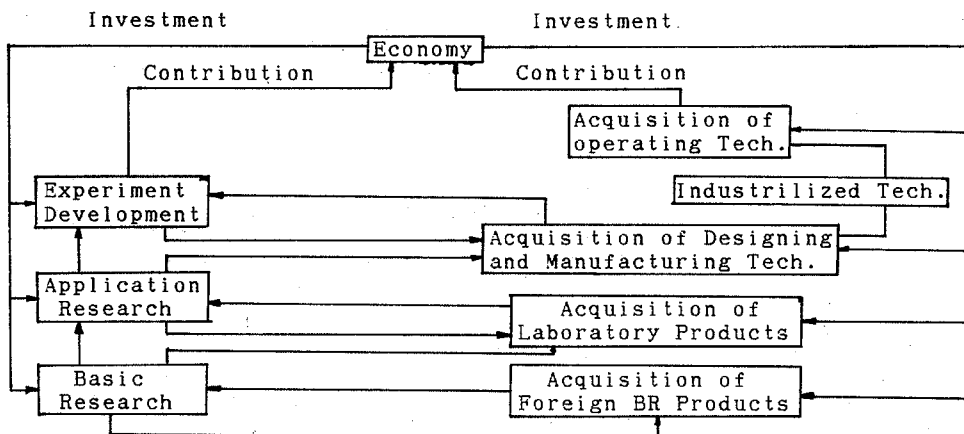 Investment
Investment
Economy
Contribution
Contribution
Acquisition of
operating Tech.
Experiment
Development
Industrilized Tech.
Acquisition of Designing
and Manufacturing Tech.
Application
Research
Acquisition of
Laboratory Products
Basic
Research
Acquisition of
Foreign BR Products